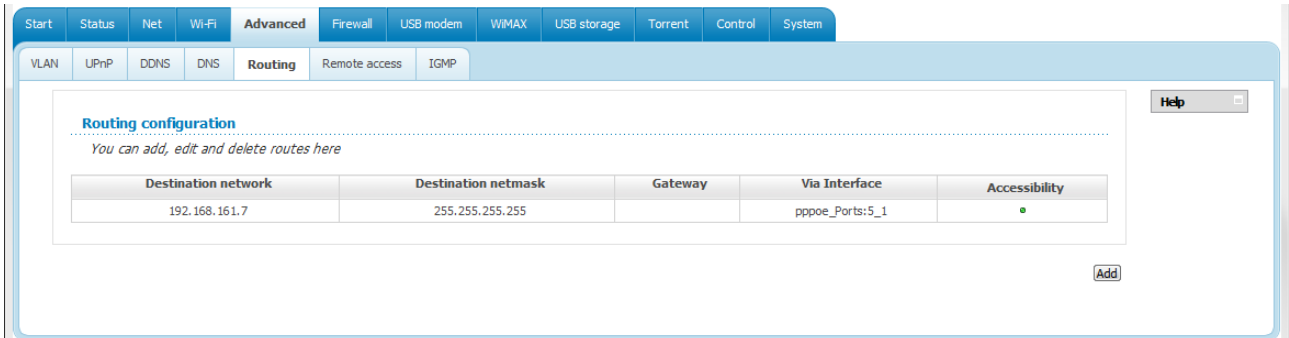 Start Status Net Wi-Fi Advanced Firewall USB modem WiMAX USB storage Torrent Control System
VLAN UPnP DDNS DNS Routing Remote access IGMP
Help
Routing configuration
You can add, edit and delete routes here
Destination network Destination netmask Gateway Via Interface Accessibility
192.168.161.7 255.255.255.255 pppoe_Ports:5_1
Add